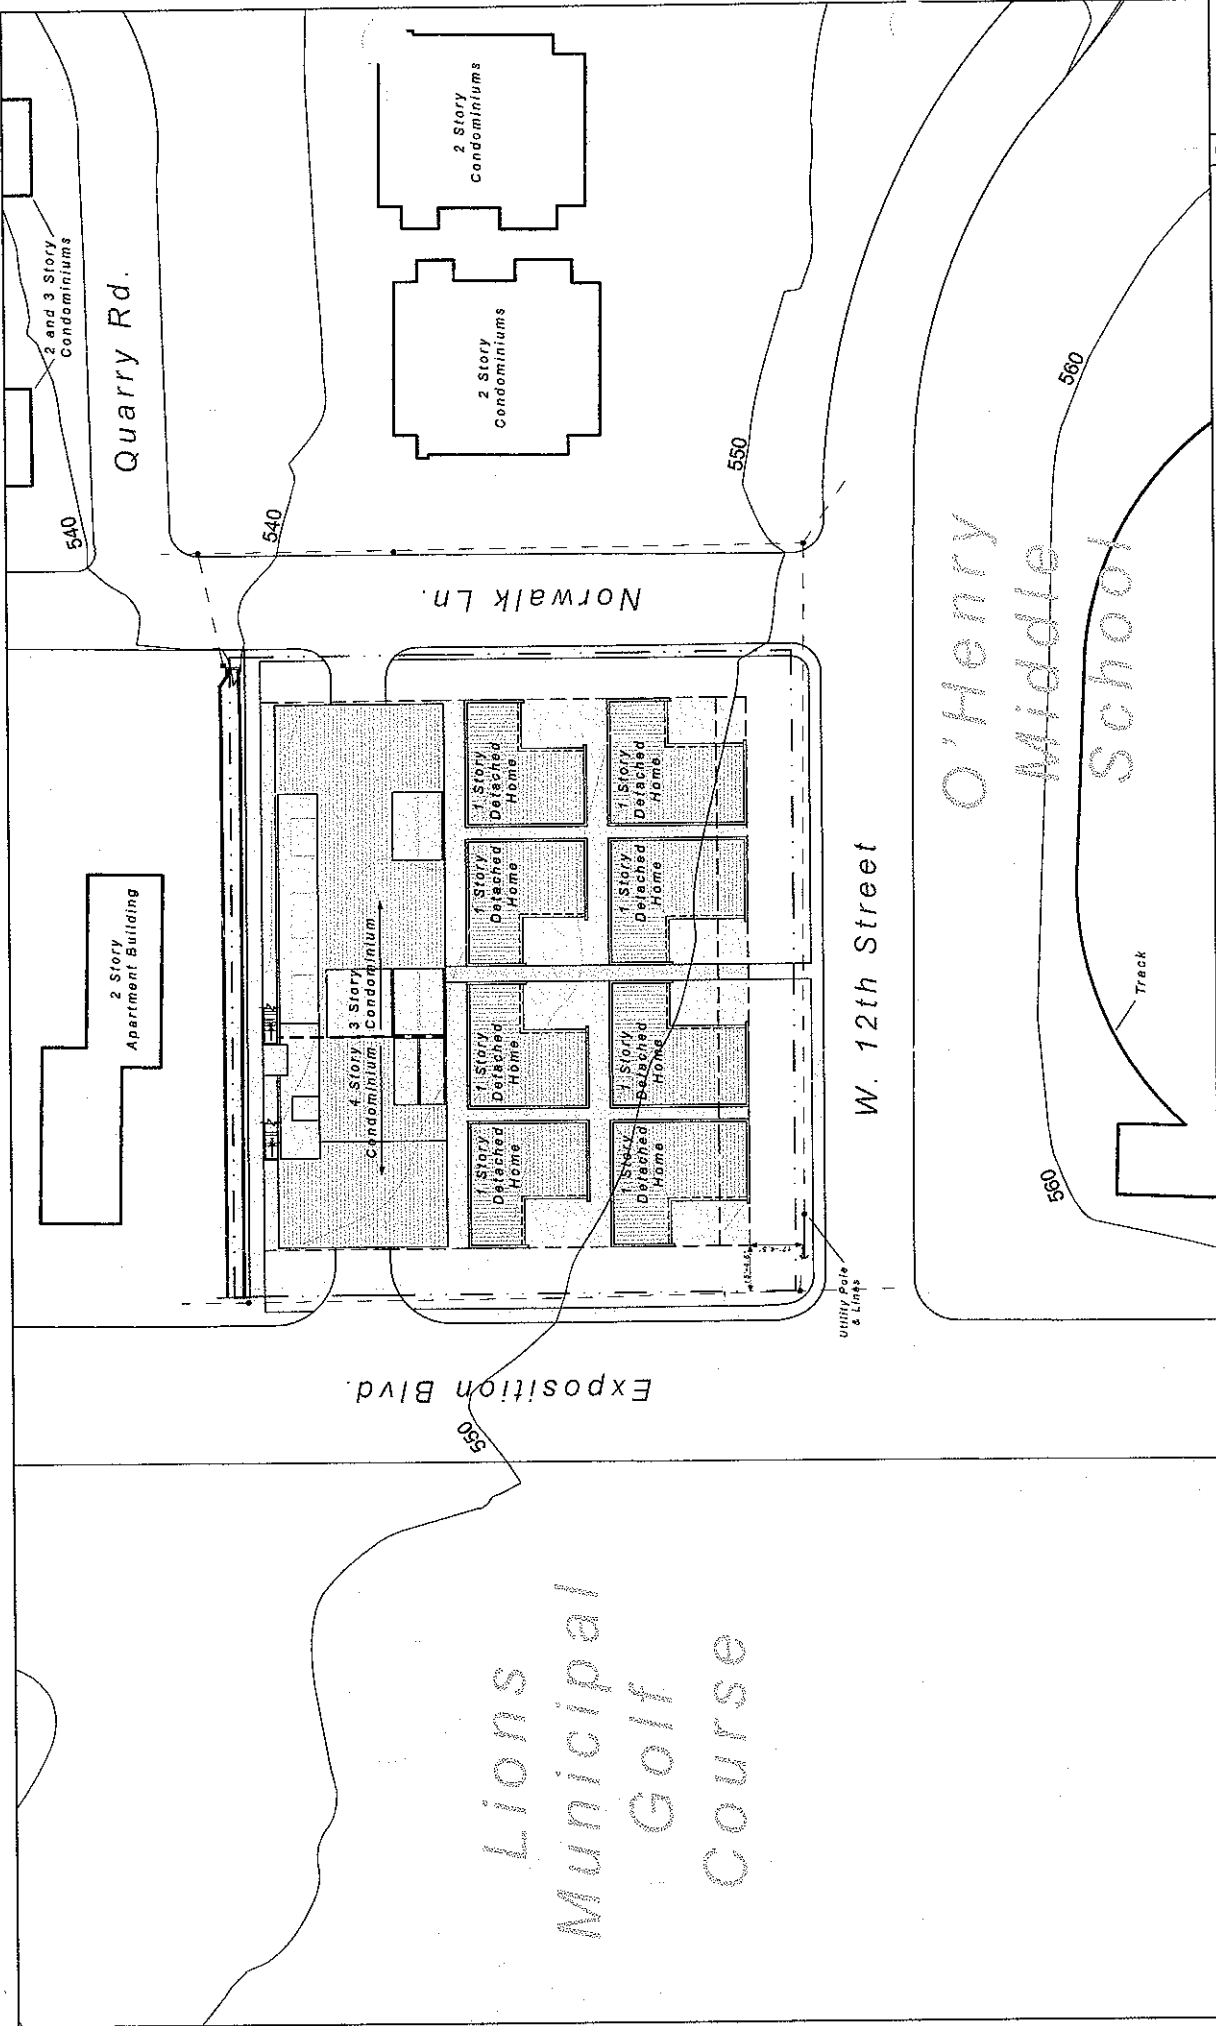 2 and 3 Story
Condominiums
Quarry Rd.
540
540
2 Story
Condominiums
2 Story
Condominiums
550
560
Norwalk Ln.
O'Henry
Middle
School
2 Story
Apartment Building
3 Story
Condominium
4 Story
Condominium
1 Story
Detached
Home
1 Story
Detached
Home
1 Story
Detached
Home
1 Story
Detached
Home
1 Story
Detached
Home
1 Story
Detached
Home
1 Story
Detached
Home
1 Story
Detached
Home
W. 12th Street
Track
560
Utility Pole
& Lines
Exposition Blvd.
550
Lions
Municipal
Golf
Course